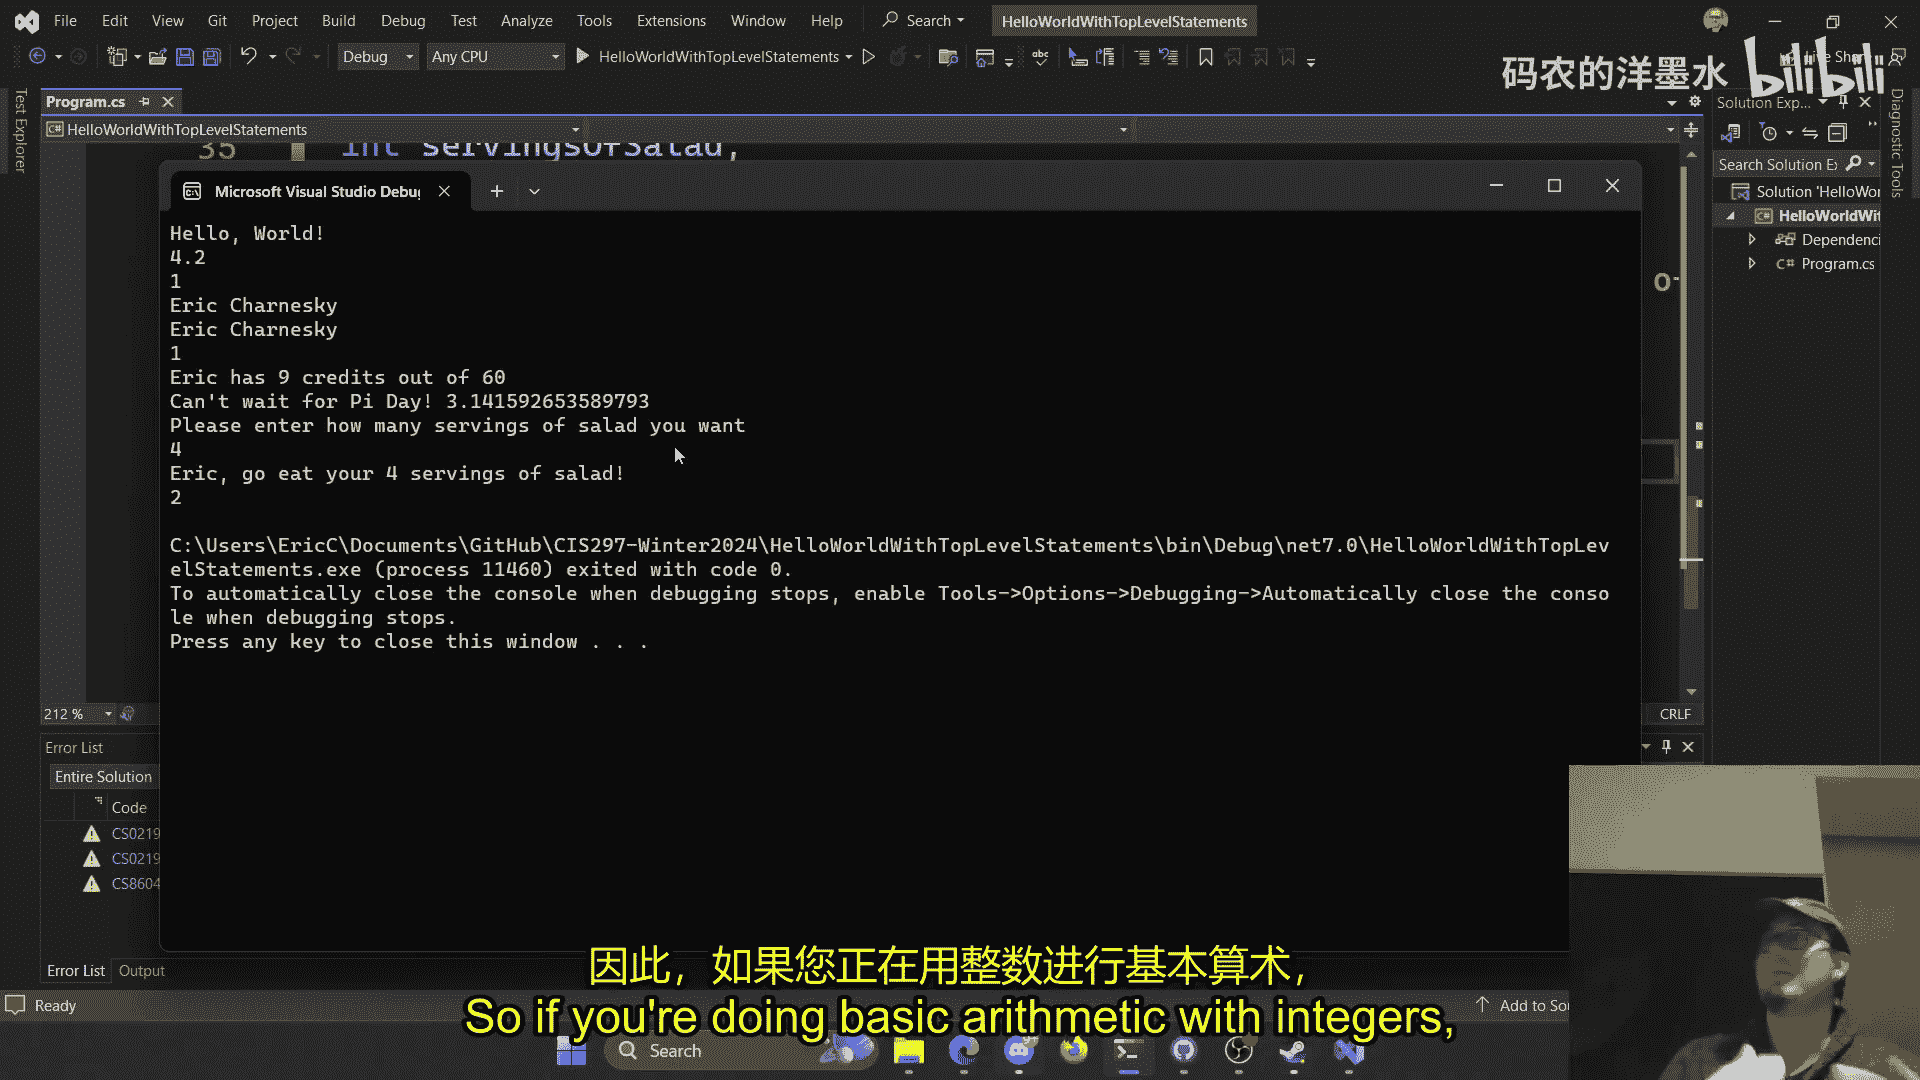 File Edit View Git Project Build Debug Test Analyze Tools Extensions Window Help Search HelloWorldWithTopLevelStatements
Debug Any CPU HelloWorldWithTopLevelStatements
码农的洋墨水 bilibili
Test Explorer
Program.cs
Solution Exp...
Diagnostic Tools
HelloWorldWithTopLevelStatements
35 int servingsOfSalad;
Search Solution E
Solution 'HelloWor
HelloWorldWit
Dependenci
Program.cs
Microsoft Visual Studio Debu
Hello, World!
4.2
1
Eric Charnesky
Eric Charnesky
1
Eric has 9 credits out of 60
Can't wait for Pi Day! 3.141592653589793
Please enter how many servings of salad you want
4
Eric, go eat your 4 servings of salad!
2
C:\Users\EricC\Documents\GitHub\CIS297-Winter2024\HelloWorldWithTopLevelStatements\bin\Debug\net7.0\HelloWorldWithTopLev
elStatements.exe (process 11460) exited with code 0.
To automatically close the console when debugging stops, enable Tools->Options->Debugging->Automatically close the conso
le when debugging stops.
Press any key to close this window . . .
212 %
CRLF
Error List
Entire Solution
Code
CS0219
CS0219
CS8604
Error List Output
因此，如果您正在用整数进行基本算术，
Ready
Add to So
So if you're doing basic arithmetic with integers,
Search